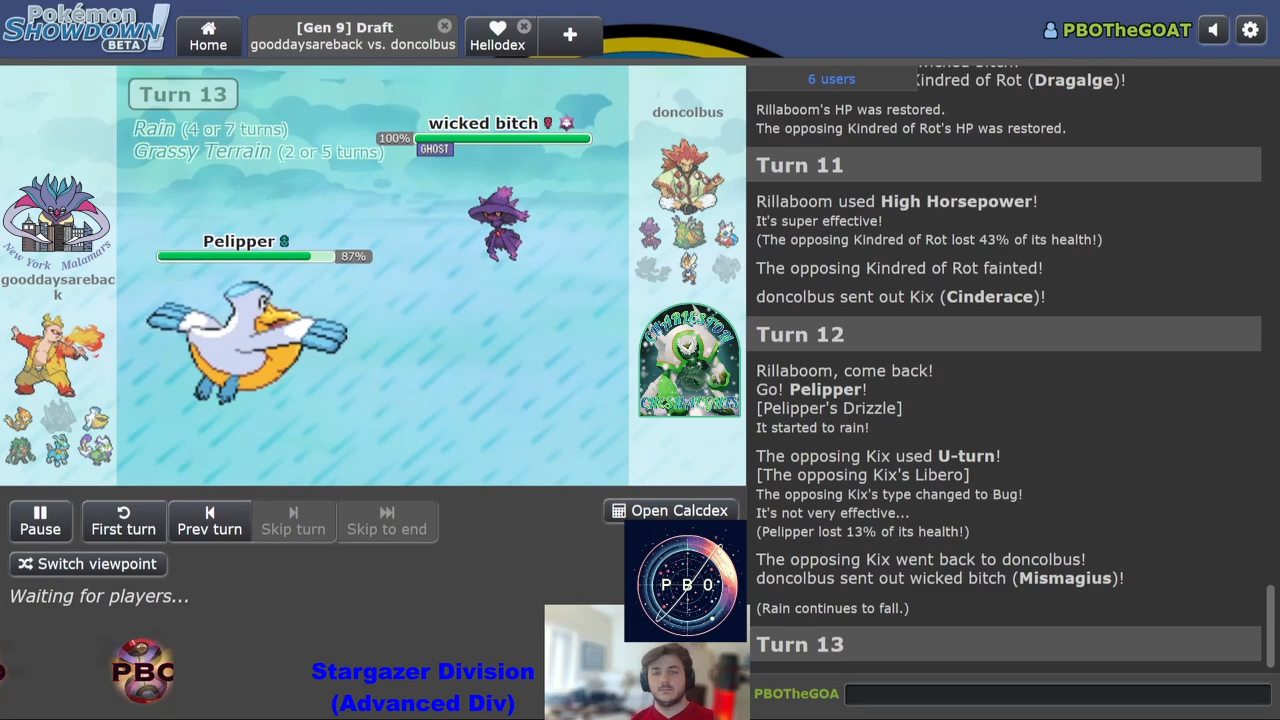 Pokémon
SHOWDOWN!
BETA
Home
[Gen 9] Draft
gooddaysareback vs. doncolbus
Hellodex
PBOTheGOAT
Turn 13
Rain (4 or 7 turns)
Grassy Terrain (2 or 5 turns)
wicked bitch
100%
GHOST
Pelipper
87%
New York Malamars
gooddaysareba
k
doncolbus
CHARLESTON
6 users
Kindred of Rot (Dragalge)!
Rillaboom's HP was restored.
The opposing Kindred of Rot's HP was restored.
Turn 11
Rillaboom used High Horsepower!
It's super effective!
(The opposing Kindred of Rot lost 43% of its health!)
The opposing Kindred of Rot fainted!
doncolbus sent out Kix (Cinderace)!
Turn 12
Rillaboom, come back!
Go! Pelipper!
[Pelipper's Drizzle]
It started to rain!
The opposing Kix used U-turn!
[The opposing Kix's Libero]
The opposing Kix's type changed to Bug!
It's not very effective...
(Pelipper lost 13% of its health!)
The opposing Kix went back to doncolbus!
doncolbus sent out wicked bitch (Mismagius)!
(Rain continues to fall.)
Turn 13
PBOTheGOA
Pause
First turn
Prev turn
Skip turn
Skip to end
Open Calcdex
Switch viewpoint
Waiting for players...
PBO
PBC
Stargazer Division
(Advanced Div)